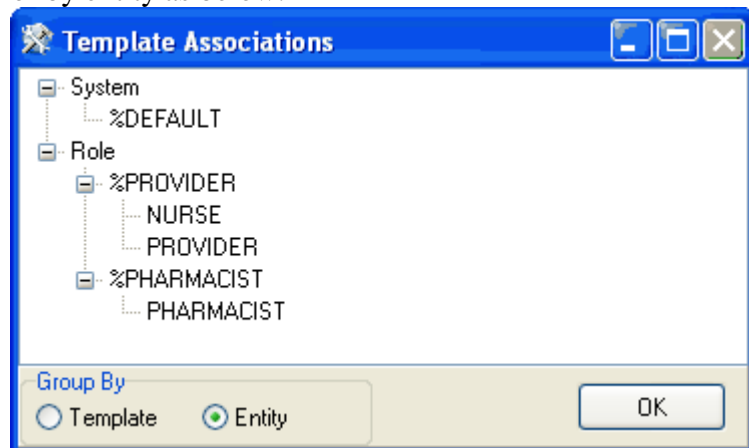 Template Associations
System
%DEFAULT
Role
%PROVIDER
NURSE
PROVIDER
%PHARMACIST
PHARMACIST
Group By
Template Entity OK